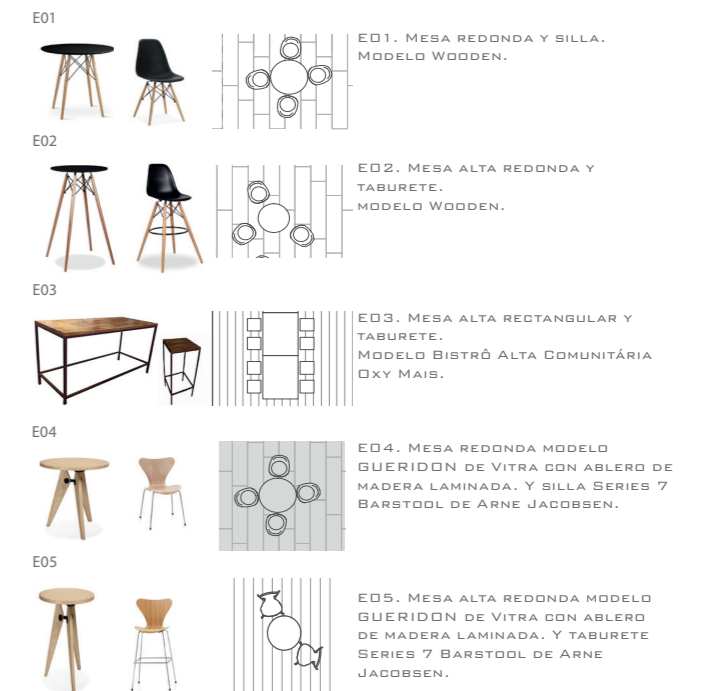 E01
E01. Mesa redonda y silla.
Modelo Wooden.
E02
E02. Mesa alta redonda y
taburete.
modelo Wooden.
E03
E03. Mesa alta rectangular y
taburete.
Modelo Bistrô Alta Comunitária
Oxy Mais.
E04
E04. Mesa redonda modelo
GUERIDON de Vitra con ablero de
madera laminada. Y silla Series 7
Barstool de Arne Jacobsen.
E05
E05. Mesa alta redonda modelo
GUERIDON de Vitra con ablero
de madera laminada. Y taburete
Series 7 Barstool de Arne
Jacobsen.